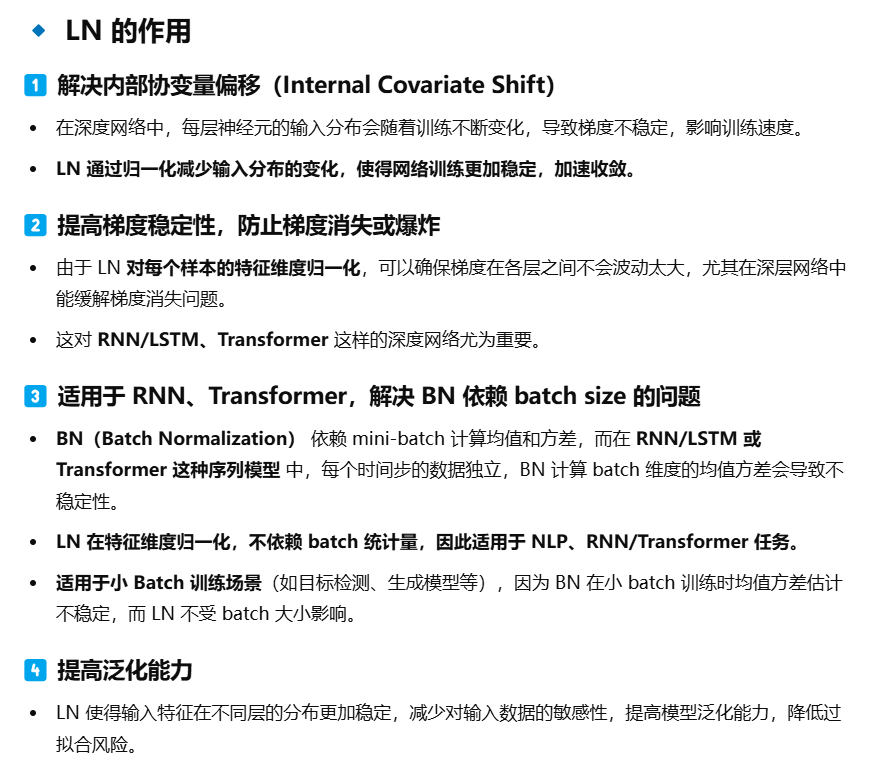 LN 的作用
1 解决内部协变量偏移（Internal Covariate Shift）
• 在深度网络中，每层神经元的输入分布会随着训练不断变化，导致梯度不稳定，影响训练速度。
• LN 通过归一化减少输入分布的变化，使得网络训练更加稳定，加速收敛。
2 提高梯度稳定性，防止梯度消失或爆炸
• 由于 LN 对每个样本的特征维度归一化，可以确保梯度在各层之间不会波动太大，尤其在深层网络中
能缓解梯度消失问题。
• 这对 RNN/LSTM、Transformer 这样的深度网络尤为重要。
3 适用于 RNN、Transformer，解决 BN 依赖 batch size 的问题
• BN（Batch Normalization） 依赖 mini-batch 计算均值和方差，而在 RNN/LSTM 或
Transformer 这种序列模型 中，每个时间步的数据独立，BN 计算 batch 维度的均值方差会导致不
稳定性。
• LN 在特征维度归一化，不依赖 batch 统计量，因此适用于 NLP、RNN/Transformer 任务。
• 适用于小 Batch 训练场景（如目标检测、生成模型等），因为 BN 在小 batch 训练时均值方差估计
不稳定，而 LN 不受 batch 大小影响。
4 提高泛化能力
• LN 使得输入特征在不同层的分布更加稳定，减少对输入数据的敏感性，提高模型泛化能力，降低过
拟合风险。